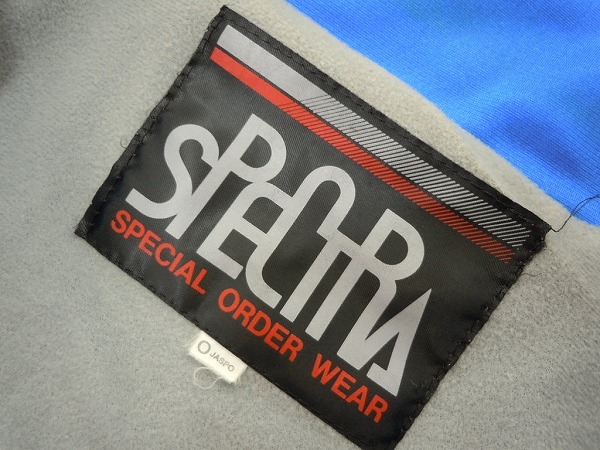 SPECTRA
SPECIAL ORDER WEAR
O JASPO